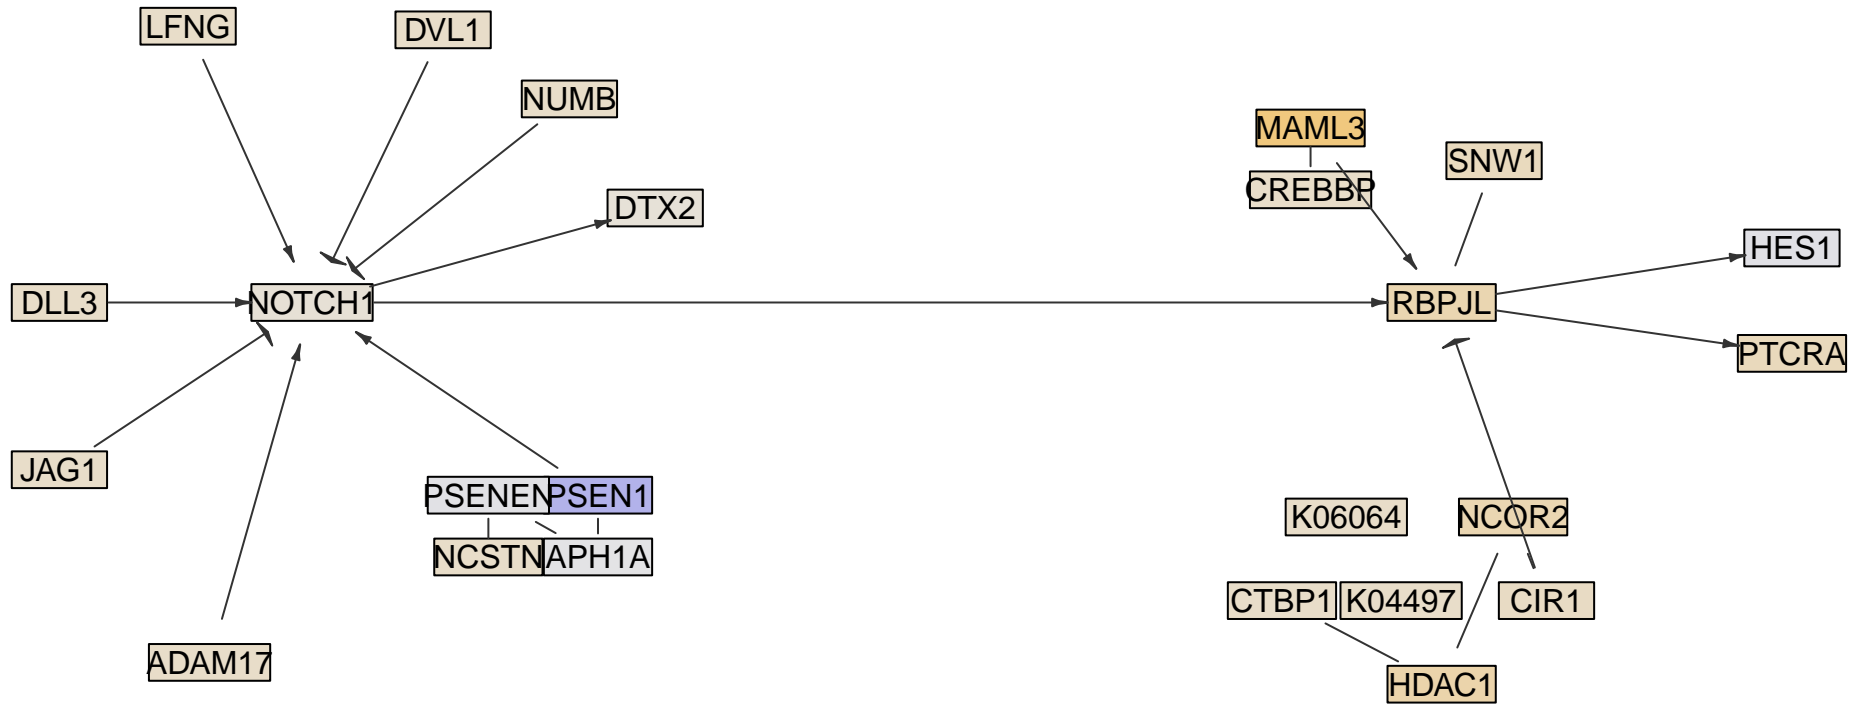 LFNG
DVL1
NUMB
MAML3
SNW1
CREBBP
DTX2
HES1
DLL3
NOTCH1
RBPJL
PTCRA
JAG1
PSENEN
PSEN1
K06064
NCOR2
NCSTN
APH1A
CTBP1
K04497
CIR1
ADAM17
HDAC1